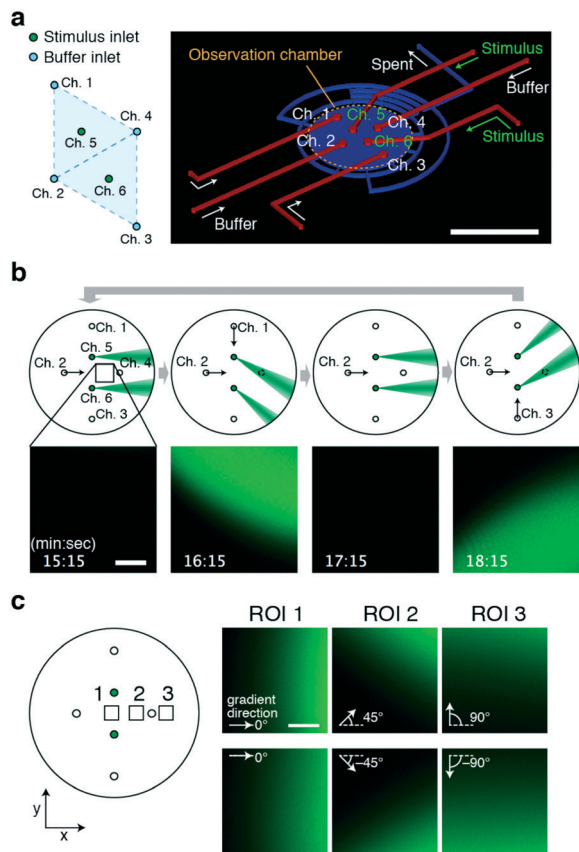 a
Stimulus inlet
Buffer inlet
Ch. 1
Ch. 4
Ch. 5
Ch. 2
Ch. 6
Ch. 3
Observation chamber
Spent
Stimulus
Buffer
Ch. 1
Ch. 5
Ch. 4
Ch. 2
Ch. 6
Ch. 3
Stimulus
Buffer
b
Ch. 1
Ch. 5
Ch. 2
Ch. 4
Ch. 6
Ch. 3
Ch. 1
Ch. 2
Ch. 2
Ch. 2
Ch. 3
(min:sec)
15:15
16:15
17:15
18:15
c
ROI 1
ROI 2
ROI 3
1
2
3
gradient
direction
0°
45°
90°
0°
−45°
−90°
y
x